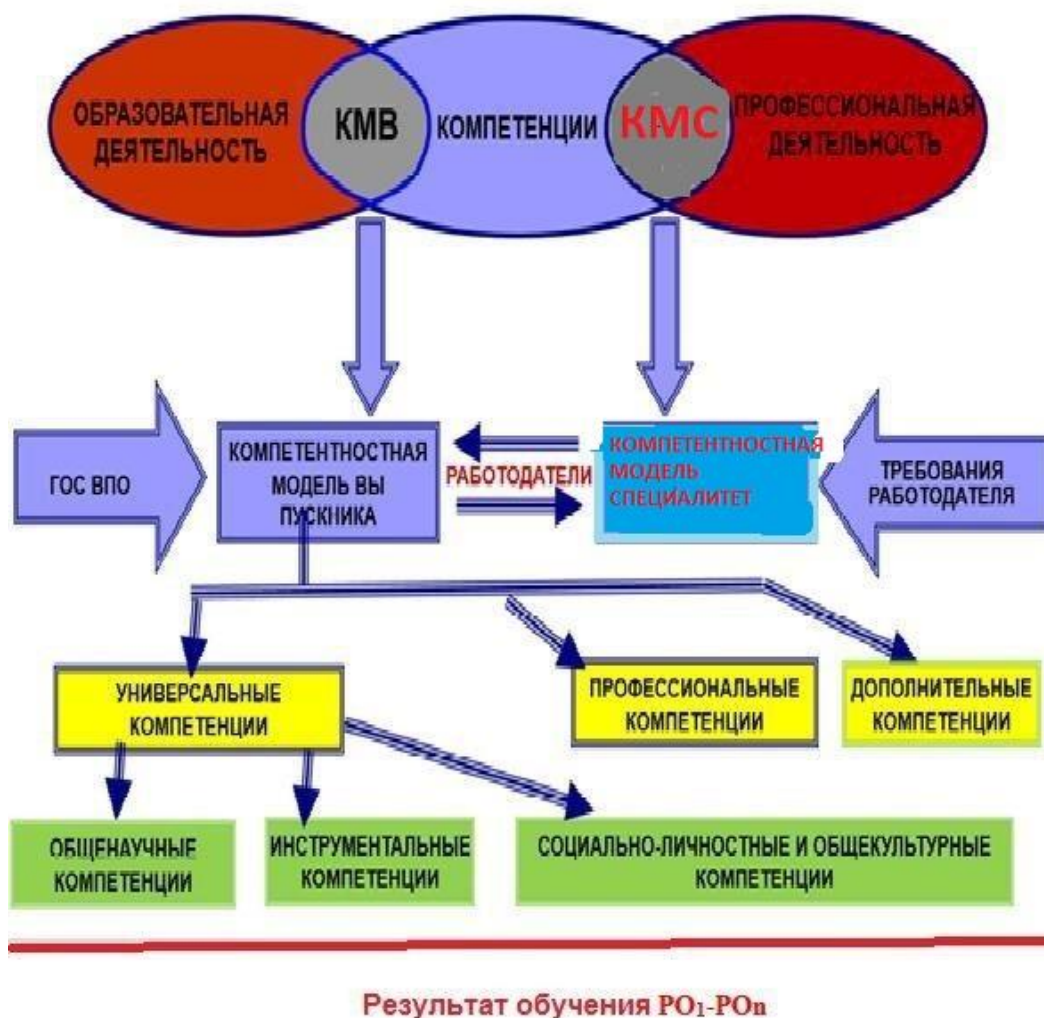 ОБРАЗОВАТЕЛЬНАЯ
ДЕЯТЕЛЬНОСТЬ
КМВ
КОМПЕТЕНЦИИ
КМС
ПРОФЕССИОНАЛЬНАЯ
ДЕЯТЕЛЬНОСТЬ
ГОС ВПО
КОМПЕТЕНТНОСТНАЯ
МОДЕЛЬ ВЫ
ПУСКНИКА
РАБОТОДАТЕЛИ
КОМПЕТЕНТНОСТНАЯ
МОДЕЛЬ
СПЕЦИАЛИТЕТ
ТРЕБОВАНИЯ
РАБОТОДАТЕЛЯ
УНИВЕРСАЛЬНЫЕ
КОМПЕТЕНЦИИ
ПРОФЕССИОНАЛЬНЫЕ
КОМПЕТЕНЦИИ
ДОПОЛНИТЕЛЬНЫЕ
КОМПЕТЕНЦИИ
ОБЩЕНАУЧНЫЕ
КОМПЕТЕНЦИИ
ИНСТРУМЕНТАЛЬНЫЕ
КОМПЕТЕНЦИИ
СОЦИАЛЬНО-ЛИЧНОСТНЫЕ И ОБЩЕКУЛЬТУРНЫЕ
КОМПЕТЕНЦИИ
Результат обучения РО₁-РОn